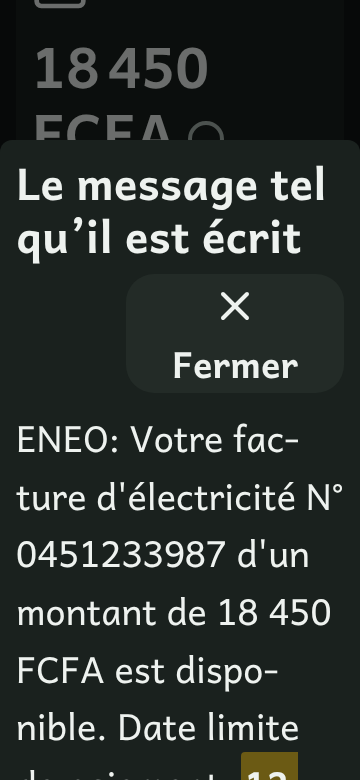 18 450
FCFA
Le message tel
qu’il est écrit
Fermer
ENEO: Votre fac-
ture d'électricité N°
0451233987 d'un
montant de 18 450
FCFA est dispo-
nible. Date limite